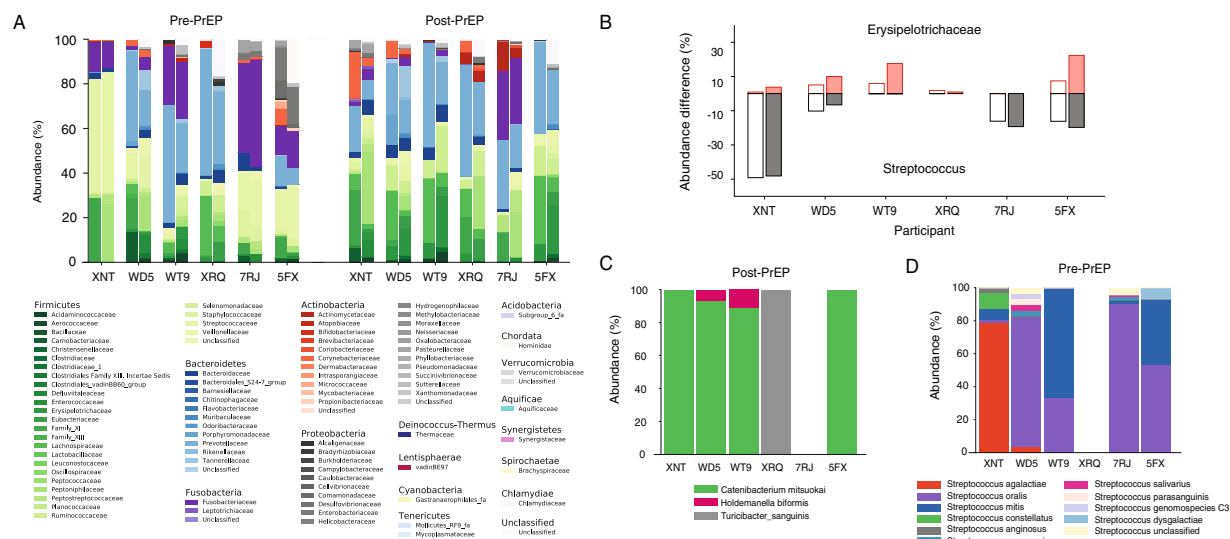 A
Pre-PrEP
Post-PrEP
Abundance (%)
100
80
60
40
20
0
XNT WD5 WT9 XRQ 7RJ 5FX
XNT WD5 WT9 XRQ 7RJ 5FX
Firmicutes
Acidaminococcaceae
Aerococcaceae
Bacillaceae
Carnobacteriaceae
Christensenellaceae
Clostridiaceae
Clostridiaceae_1
Clostridiales Family XIII. Incertae Sedis
Clostridiales_vadinBB60_group
Defluviitaleaceae
Enterococcaceae
Erysipelotrichaceae
Eubacteriaceae
Family_XI
Family_XIII
Lachnospiraceae
Lactobacillaceae
Leuconostocaceae
Oscillospiraceae
Peptococcaceae
Peptoniphilaceae
Peptostreptococcaceae
Planococcaceae
Ruminococcaceae
Selenomonadaceae
Staphylococcaceae
Streptococcaceae
Veillonellaceae
Unclassified
Bacteroidetes
Bacteroidaceae
Bacteroidales_S24-7_group
Barnesiellaceae
Chitinophagaceae
Flavobacteriaceae
Muribaculaceae
Odoribacteraceae
Porphyromonadaceae
Prevotellaceae
Rikenellaceae
Tannerellaceae
Unclassified
Fusobacteria
Fusobacteriaceae
Leptotrichiaceae
Unclassified
Actinobacteria
Actinomycetaceae
Atopobiaceae
Bifidobacteriaceae
Brevibacteriaceae
Coriobacteriaceae
Corynebacteriaceae
Dermabacteraceae
Intrasporangiaceae
Micrococcaceae
Mycobacteriaceae
Propionibacteriaceae
Unclassified
Proteobacteria
Alcaligenaceae
Bradyrhizobiaceae
Burkholderiaceae
Campylobacteraceae
Cellvibrionaceae
Caulobacteraceae
Comamonadaceae
Desulfovibrionaceae
Enterobacteriaceae
Helicobacteraceae
Hydrogenophilaceae
Methylobacteriaceae
Moraxellaceae
Neisseriaceae
Oxalobacteraceae
Pasteurellaceae
Phyllobacteriaceae
Pseudomonadaceae
Succinivibrionaceae
Sutterellaceae
Xanthomonadaceae
Unclassified
Deinococcus-Thermus
Thermaceae
Lentisphaerae
vadinBE97
Cyanobacteria
Gastranaerophilales_fa
Tenericutes
Mollicutes_RF9_fa
Mycoplasmataceae
Acidobacteria
Subgroup_6_fa
Chordata
Hominidae
Verrucomicrobia
Verrucomicrobiaceae
Unclassified
Aquificae
Aquificaceae
Synergistetes
Synergistaceae
Spirochaetae
Brachyspiraceae
Chlamydiae
Chlamydiaceae
Unclassified
Unclassified
B
Erysipelotrichaceae
Abundance difference (%)
30
10
-10
-30
-50
Streptococcus
XNT WD5 WT9 XRQ 7RJ 5FX
Participant
C
Post-PrEP
Abundance (%)
100
80
60
40
20
0
XNT WD5 WT9 XRQ 7RJ 5FX
Catenibacterium mitsuokai
Holdemanella biformis
Turicibacter_sanguinis
D
Pre-PrEP
Abundance (%)
100
80
60
40
20
0
XNT WD5 WT9 XRQ 7RJ 5FX
Streptococcus agalactiae
Streptococcus oralis
Streptococcus mitis
Streptococcus constellatus
Streptococcus anginosus
Streptococcus salivarius
Streptococcus parasanguinis
Streptococcus genomospecies C3
Streptococcus dysgalactiae
Streptococcus unclassified